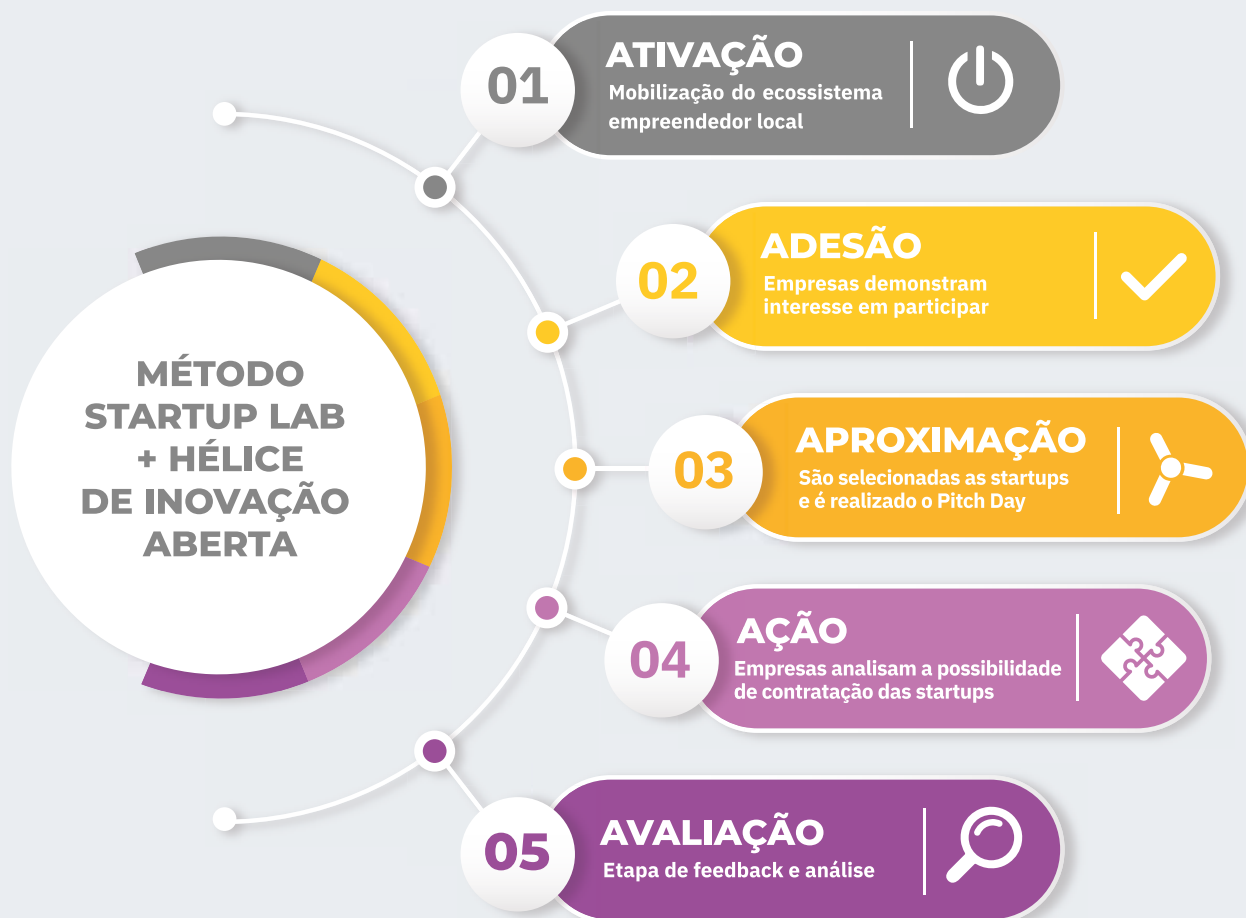 MÉTODO
STARTUP LAB
+ HÉLICE
DE INOVAÇÃO
ABERTA
01
ATIVAÇÃO
Mobilização do ecossistema
empreendedor local
02
ADESÃO
Empresas demonstram
interesse em participar
03
APROXIMAÇÃO
São selecionadas as startups
e é realizado o Pitch Day
04
AÇÃO
Empresas analisam a possibilidade
de contratação das startups
05
AVALIAÇÃO
Etapa de feedback e análise